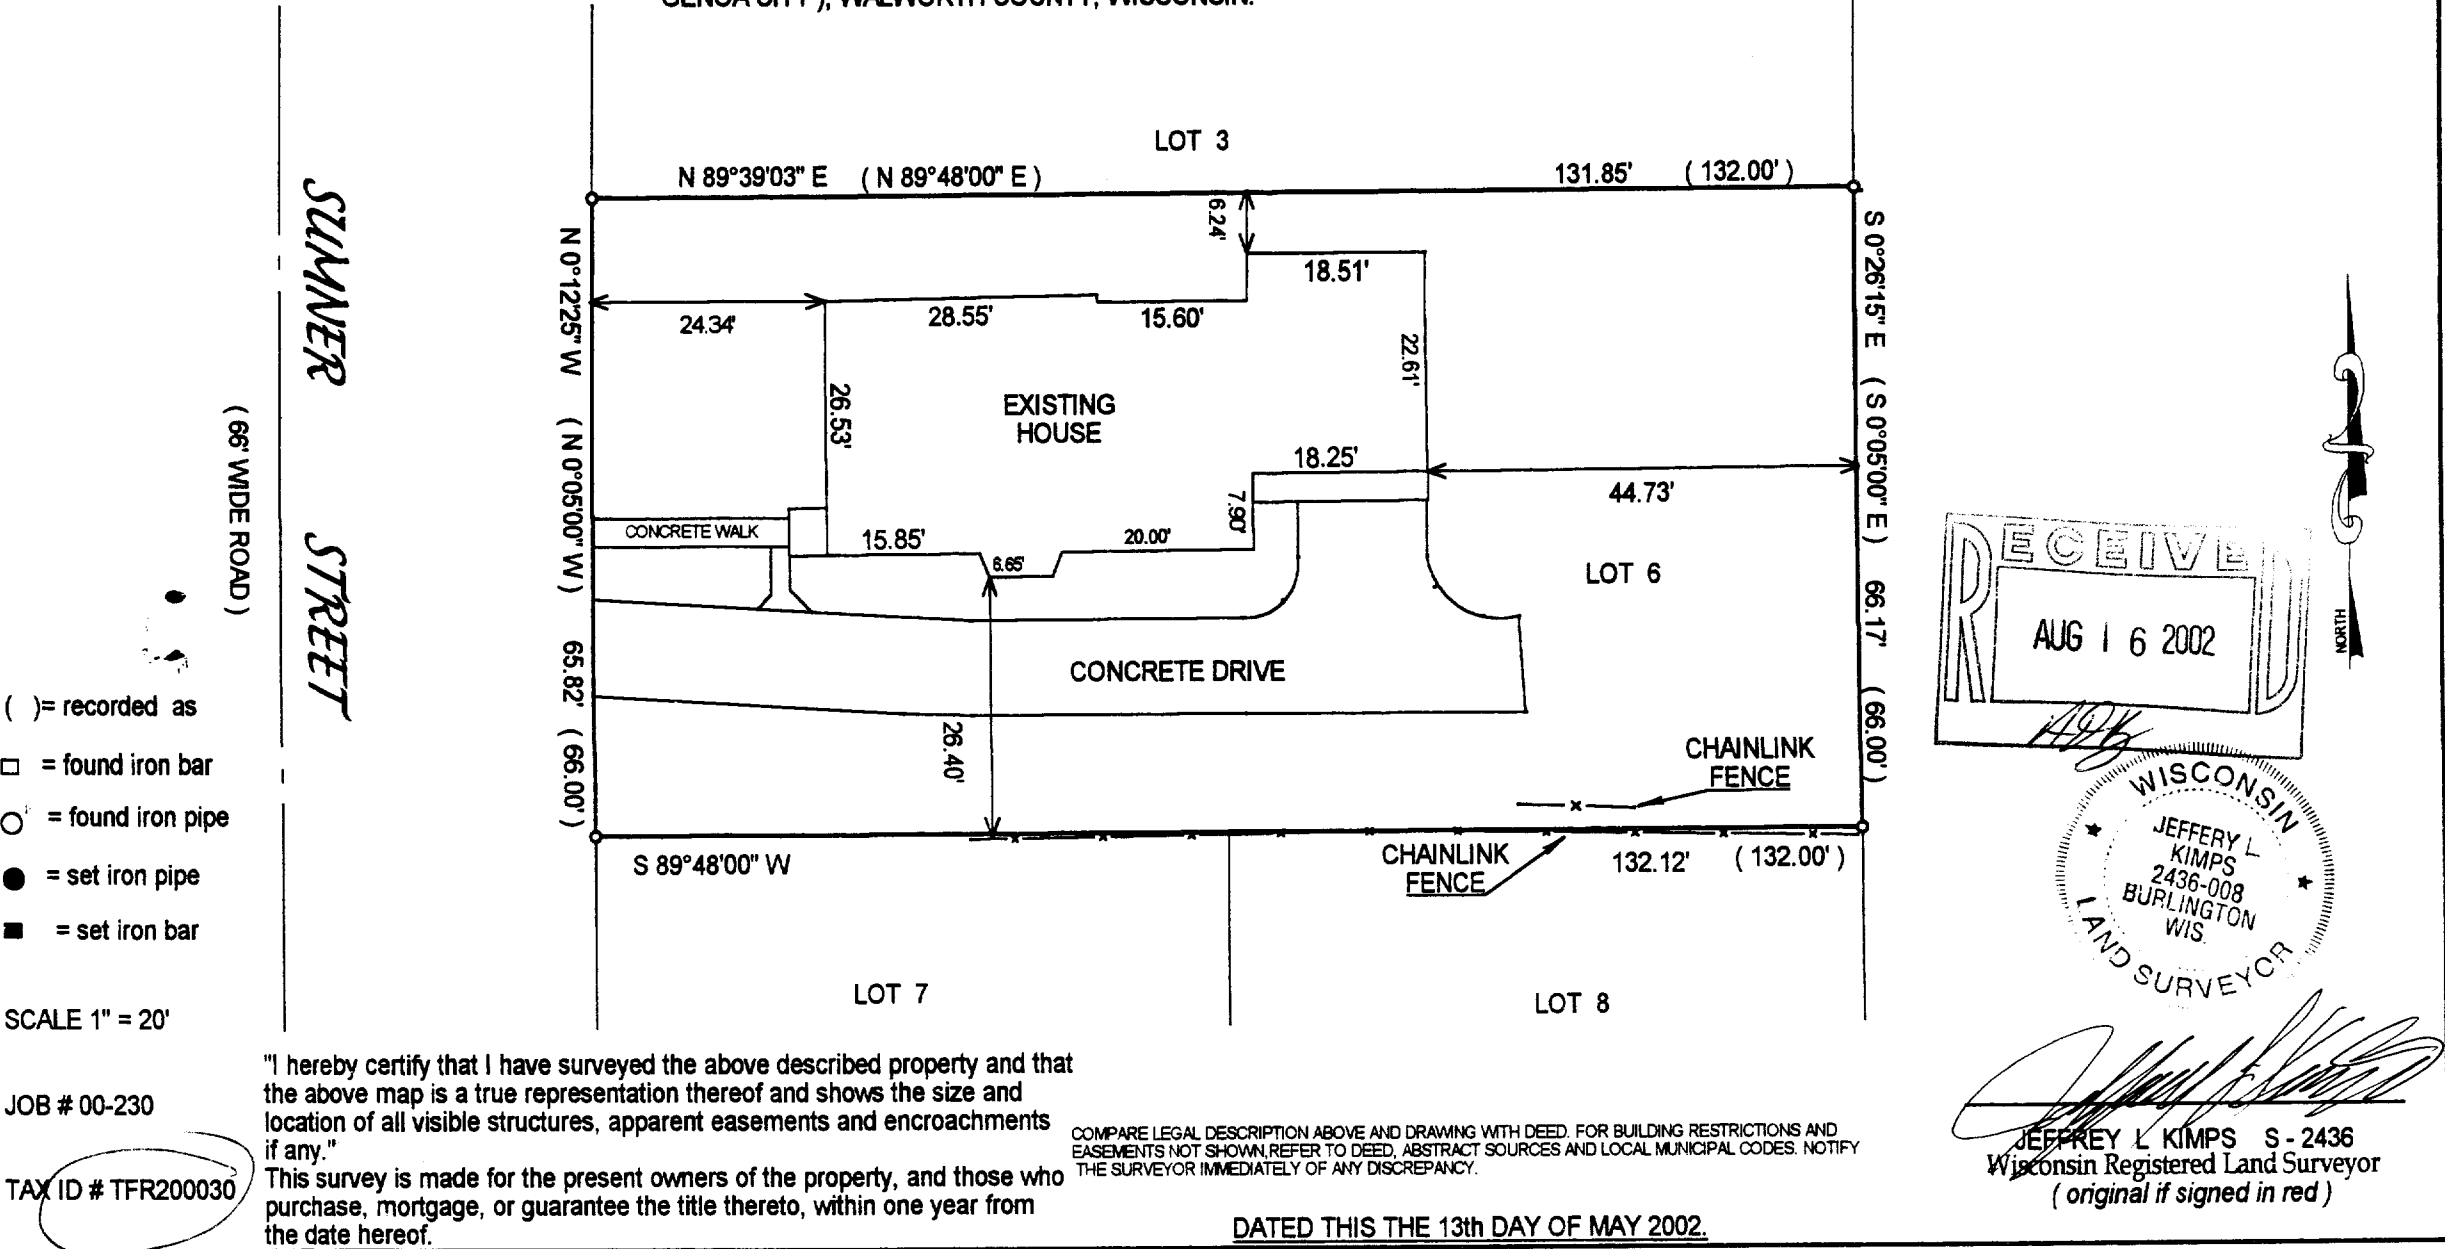 GENOA CITY ), WALWORTH COUNTY, WISCONSIN.
LOT 3
N 89°39'03" E ( N 89°48'00" E )
131.85' ( 132.00' )
SUMNER STREET
( 66' WIDE ROAD )
N 0°12'25" W ( N 0°05'00" W ) 65.82' ( 66.00' )
S 0°26'15" E ( S 0°05'00" E ) 66.17' ( 66.00' )
6.24'
18.51'
24.34'
28.55'
15.60'
26.53'
22.61'
EXISTING
HOUSE
18.25'
44.73'
7.90'
CONCRETE WALK
15.85'
20.00'
6.65'
LOT 6
CONCRETE DRIVE
26.40'
CHAINLINK
FENCE
CHAINLINK
FENCE
S 89°48'00" W
132.12' ( 132.00' )
LOT 7
LOT 8
NORTH
RECEIVED
AUG 16 2002
WISCONSIN
JEFFERY L
KIMPS
2436-008
BURLINGTON
WIS.
LAND SURVEYOR
( )= recorded as
= found iron bar
= found iron pipe
= set iron pipe
= set iron bar
SCALE 1" = 20'
JOB # 00-230
TAX ID # TFR200030
"I hereby certify that I have surveyed the above described property and that
the above map is a true representation thereof and shows the size and
location of all visible structures, apparent easements and encroachments
if any."
This survey is made for the present owners of the property, and those who
purchase, mortgage, or guarantee the title thereto, within one year from
the date hereof.
COMPARE LEGAL DESCRIPTION ABOVE AND DRAWING WITH DEED. FOR BUILDING RESTRICTIONS AND
EASEMENTS NOT SHOWN,REFER TO DEED, ABSTRACT SOURCES AND LOCAL MUNICIPAL CODES. NOTIFY
THE SURVEYOR IMMEDIATELY OF ANY DISCREPANCY.
DATED THIS THE 13th DAY OF MAY 2002.
JEFFREY L KIMPS S - 2436
Wisconsin Registered Land Surveyor
( original if signed in red )